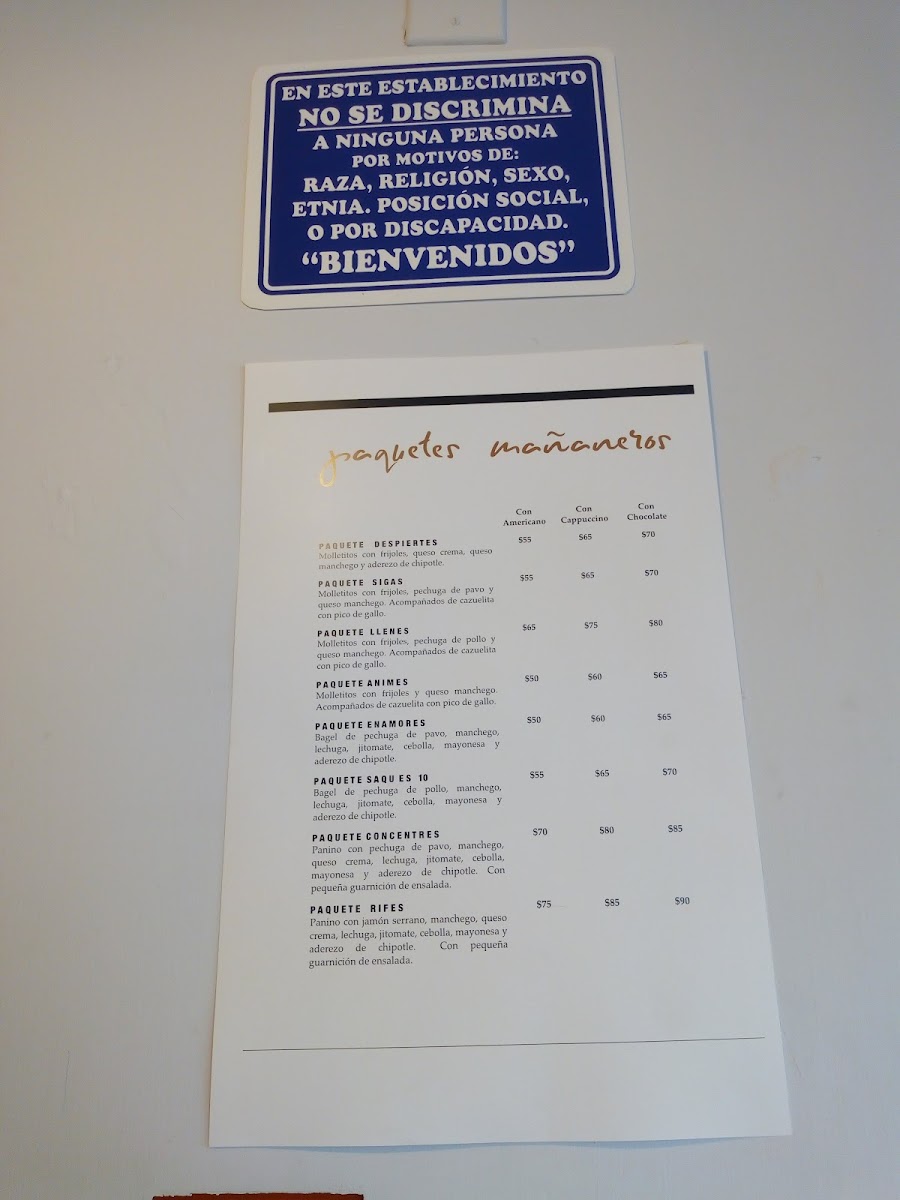 EN ESTE ESTABLECIMIENTO
NO SE DISCRIMINA
A NINGUNA PERSONA
POR MOTIVOS DE:
RAZA, RELIGIÓN, SEXO,
ETNIA. POSICIÓN SOCIAL,
O POR DISCAPACIDAD.
“BIENVENIDOS”
paquetes mañaneros
Con Americano Con Cappuccino Con Chocolate
PAQUETE DESPIERTES $55 $65 $70
Molletitos con frijoles, queso crema, queso
manchego y aderezo de chipotle.
PAQUETE SIGAS $55 $65 $70
Molletitos con frijoles, pechuga de pavo y
queso manchego. Acompañados de cazuelita
con pico de gallo.
PAQUETE LLENES $65 $75 $80
Molletitos con frijoles, pechuga de pollo y
queso manchego. Acompañados de cazuelita
con pico de gallo.
PAQUETE ANIMES $50 $60 $65
Molletitos con frijoles y queso manchego.
Acompañados de cazuelita con pico de gallo.
PAQUETE ENAMORES $50 $60 $65
Bagel de pechuga de pavo, manchego,
lechuga, jitomate, cebolla, mayonesa y
aderezo de chipotle.
PAQUETE SAQU ES 10 $55 $65 $70
Bagel de pechuga de pollo, manchego,
lechuga, jitomate, cebolla, mayonesa y
aderezo de chipotle.
PAQUETE CONCENTRES $70 $80 $85
Panino con pechuga de pavo, manchego,
queso crema, lechuga, jitomate, cebolla,
mayonesa y aderezo de chipotle. Con
pequeña guarnición de ensalada.
PAQUETE RIFES $75 $85 $90
Panino con jamón serrano, manchego, queso
crema, lechuga, jitomate, cebolla, mayonesa y
aderezo de chipotle. Con pequeña
guarnición de ensalada.